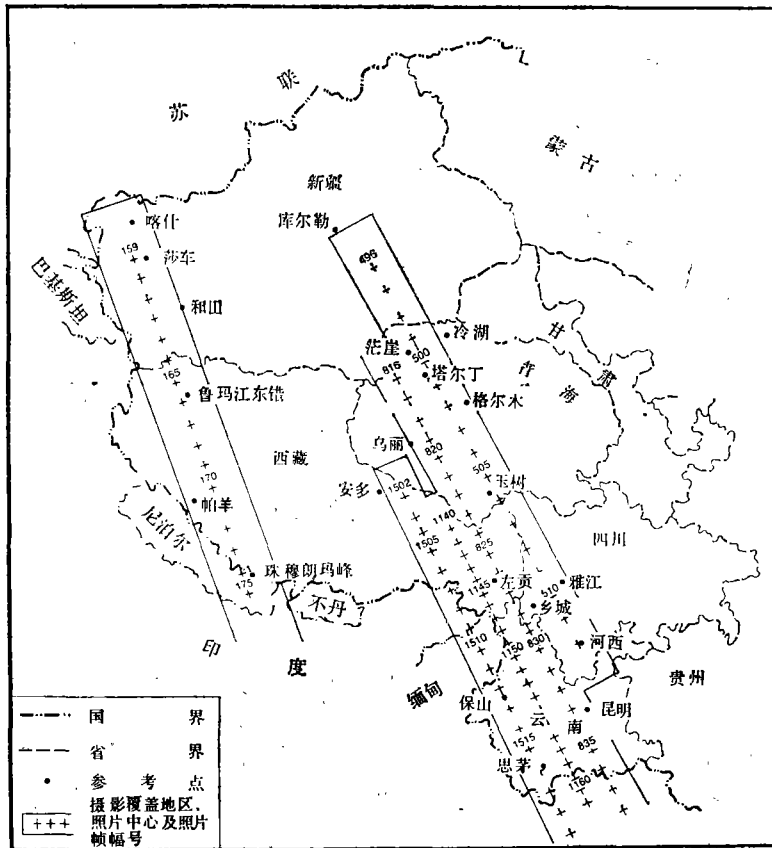 苏 联
蒙古
新疆
喀什
库尔勒
159
莎车
496
巴基斯坦
和田
冷湖
甘肃
茫崖
500
816
塔尔丁
青海
165
鲁玛江东错
格尔木
乌丽
820
西藏
505
170
安多
1502
玉树
帕羊
1140
尼泊尔
四川
1505
825
珠穆朗玛峰
175
1145
左贡
510
雅江
不丹
乡城
1510
1150
830
河西
印 度
缅甸
贵州
保山
云南
昆明
1515
835
思茅
1160
国界
省界
参考点
摄影覆盖地区、
照片中心及照片
帧幅号